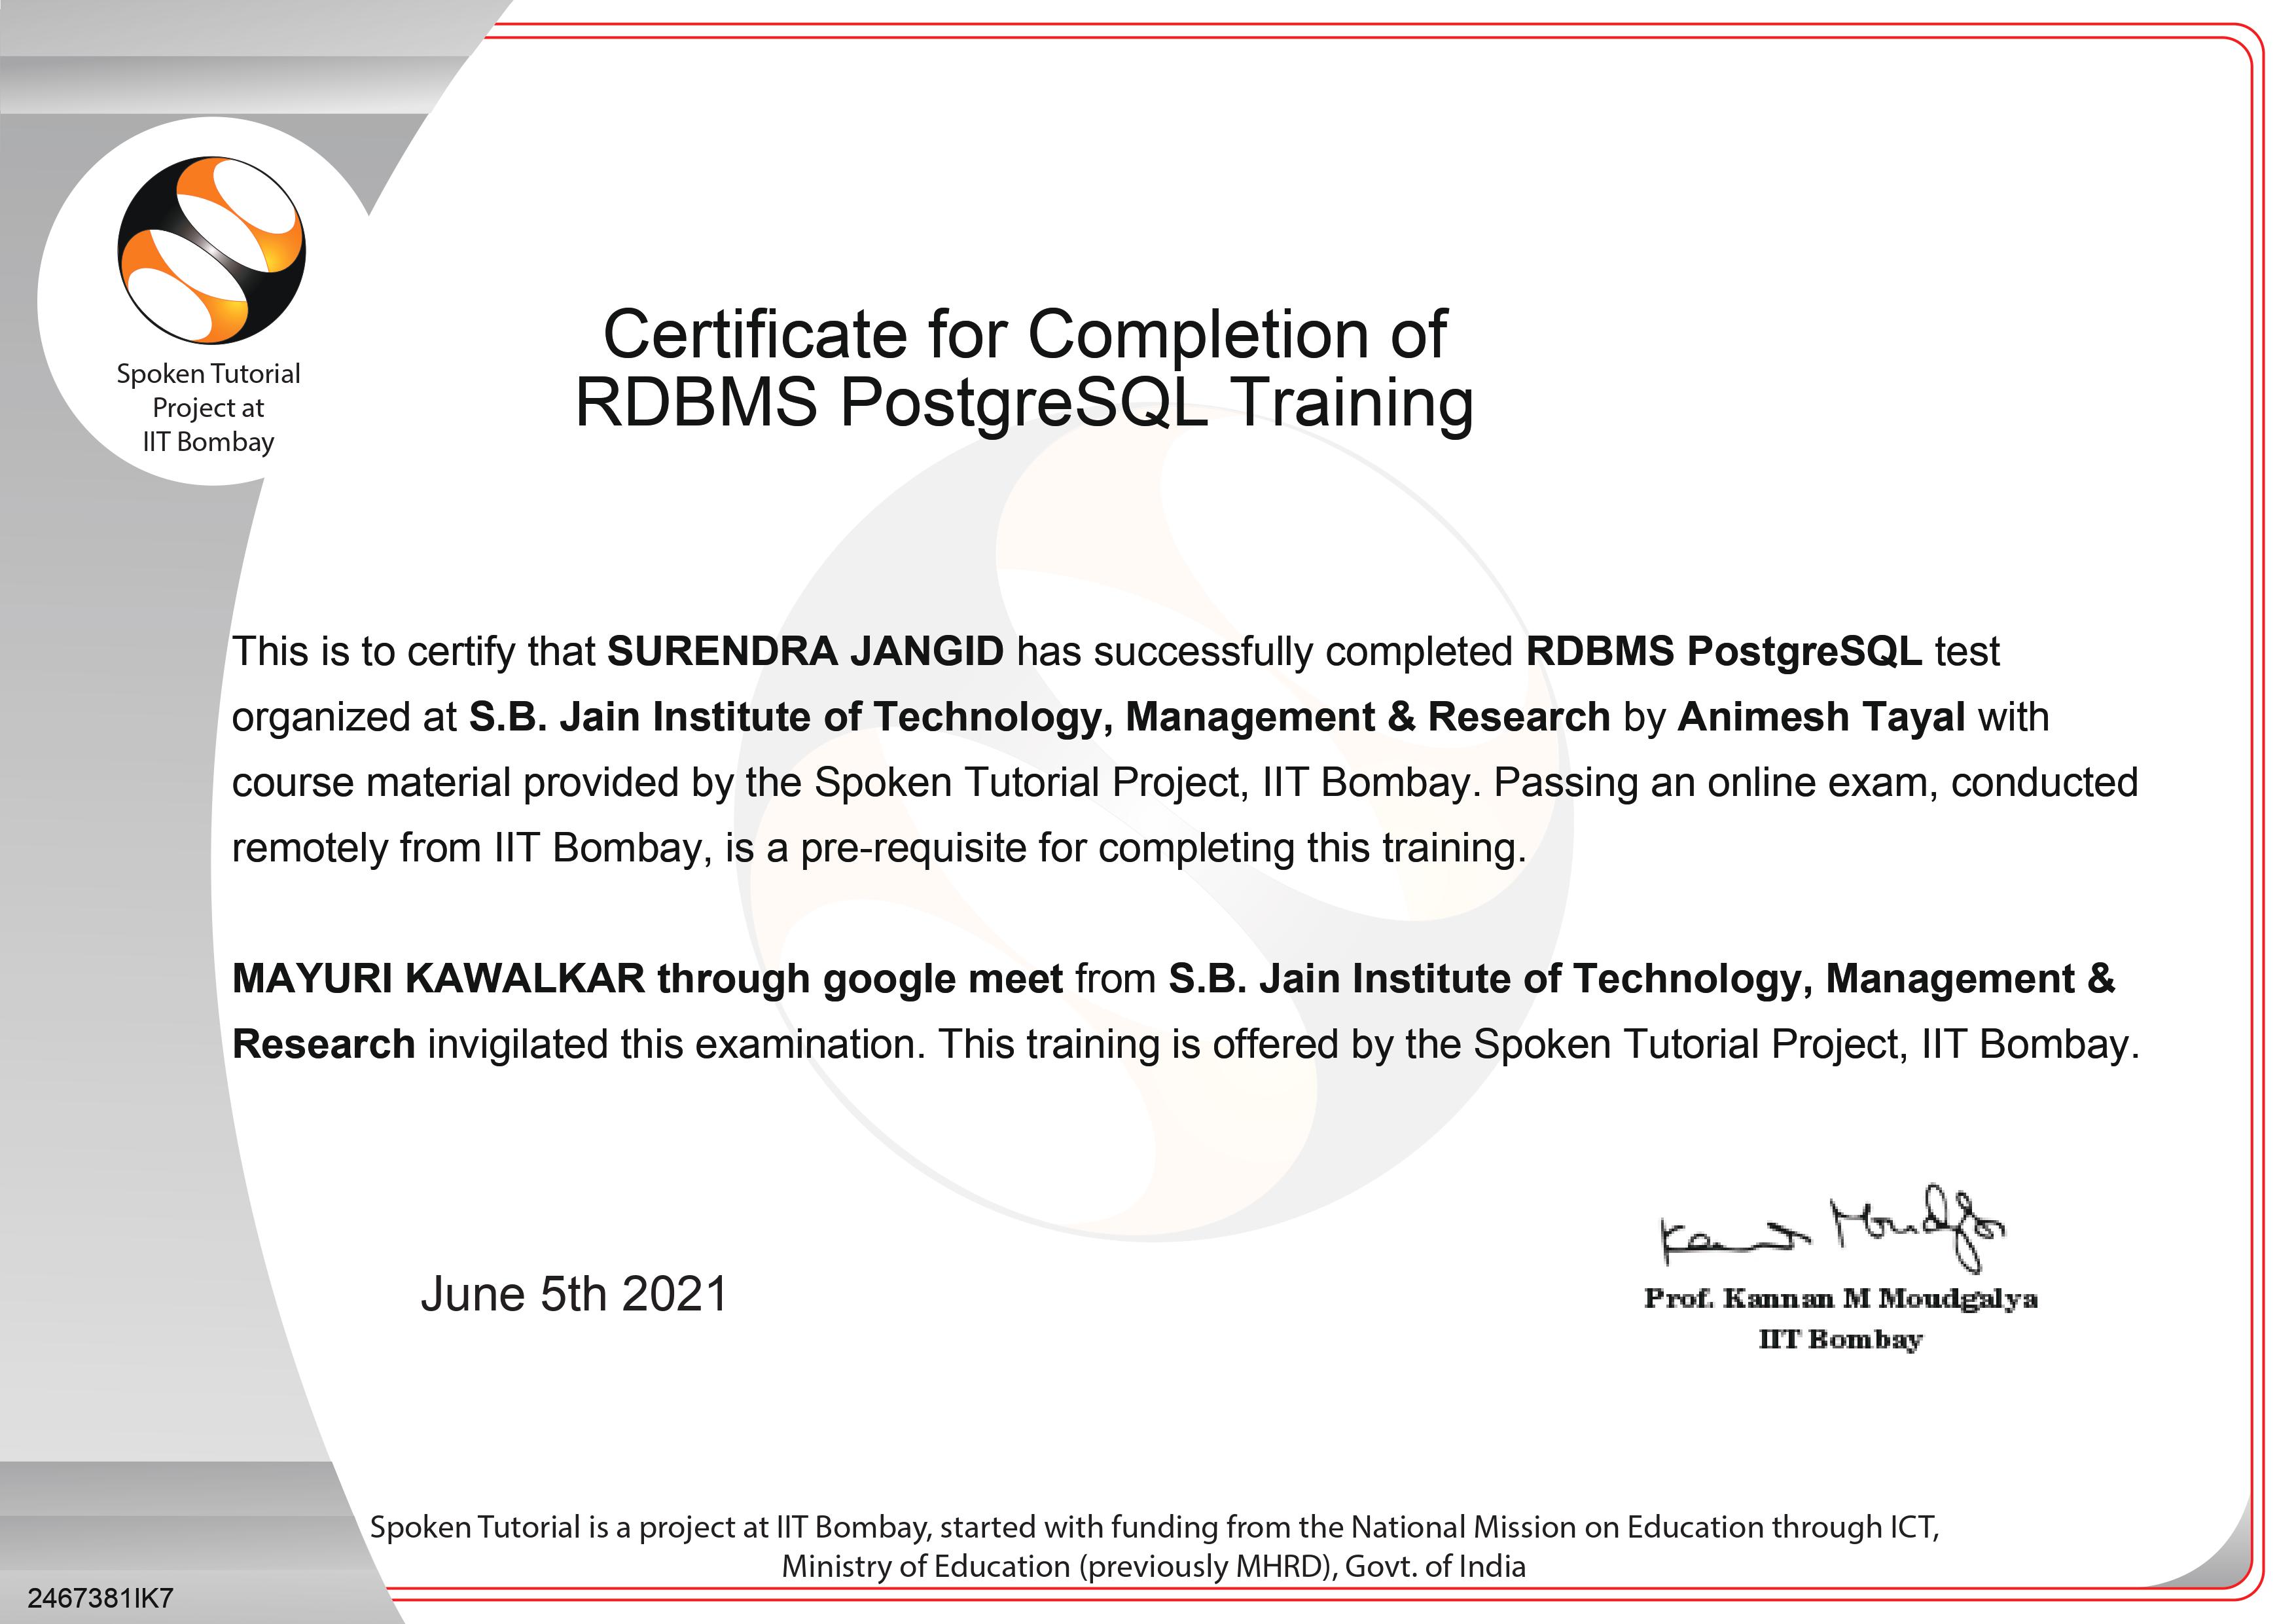 Spoken Tutorial
Project at
IIT Bombay
Certificate for Completion of
RDBMS PostgreSQL Training
This is to certify that SURENDRA JANGID has successfully completed RDBMS PostgreSQL test
organized at S.B. Jain Institute of Technology, Management & Research by Animesh Tayal with
course material provided by the Spoken Tutorial Project, IIT Bombay. Passing an online exam, conducted
remotely from IIT Bombay, is a pre-requisite for completing this training.
MAYURI KAWALKAR through google meet from S.B. Jain Institute of Technology, Management &
Research invigilated this examination. This training is offered by the Spoken Tutorial Project, IIT Bombay.
June 5th 2021
Prof. Kannan M Moudgalya
IIT Bombay
Spoken Tutorial is a project at IIT Bombay, started with funding from the National Mission on Education through ICT,
Ministry of Education (previously MHRD), Govt. of India
2467381IK7